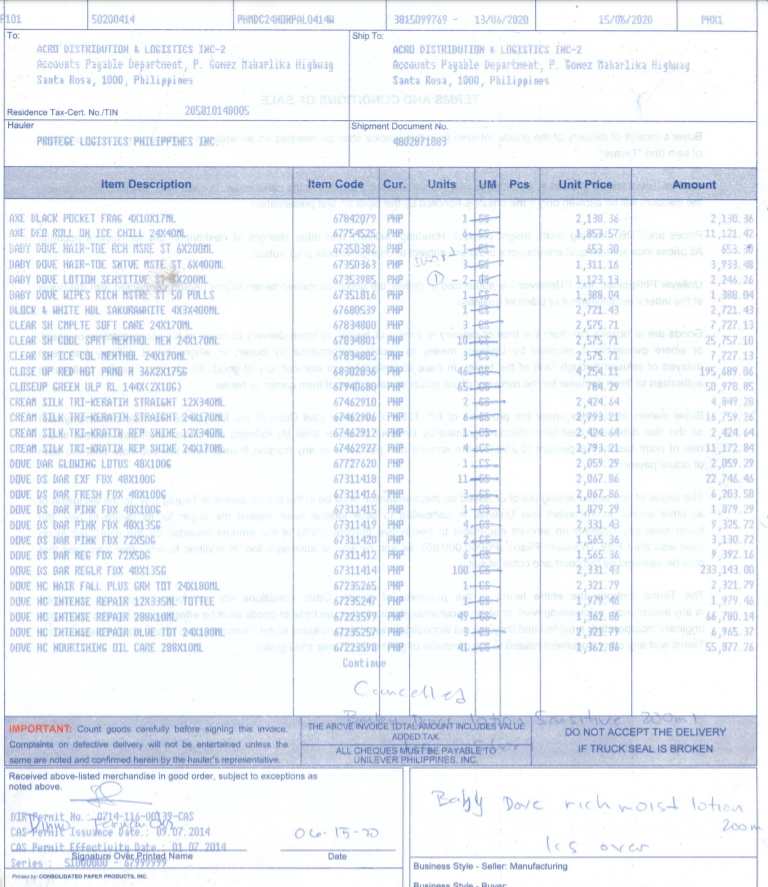 P101 50200414 PHMDC24HOMPAL0414W 3815099769 - 13/06/2020 15/06/2020 PHX1
To: Ship To:
ACRO DISTRIBUTION & LOGISTICS INC-2 ACRO DISTRIBUTION & LOGISTICS INC-2
Accounts Payable Department, P. Gomez Maharlika Highway Accounts Payable Department, P. Gomez Maharlika Highway
Santa Rosa, 1000, Philippines Santa Rosa, 1000, Philippines
Residence Tax-Cert. No./TIN 205810140005
Hauler Shipment Document No.
PROTEGE LOGISTICS PHILIPPINES INC. 4802871883
Item Description Item Code Cur. Units UM Pcs Unit Price Amount
AXE BLACK POCKET FRAG 4X10X17ML 67842079 PHP 1 CS 2,130.36 2,130.36
AXE DEO ROLL ON ICE CHILL 24X40ML 67754525 PHP 6 CS 1,853.57 11,121.42
BABY DOVE HAIR-TOE RCH MSRE ST 6X200ML 67350382 PHP 1 CS 653.30 653.30
BABY DOVE HAIR-TOE SNTVE MSTE ST 6X400ML 67350363 PHP 3 CS 1,311.16 3,933.48
BABY DOVE LOTION SENSITIVE ST 6X200ML 67353985 PHP 1 - 2 CS 1,123.13 2,246.26
BABY DOVE WIPES RICH MSTRE ST 50 PULLS 67351816 PHP 1 CS 1,388.04 1,388.04
BLOCK & WHITE HBL SAKURAWHITE 4X3X400ML 67680539 PHP 1 CS 2,721.43 2,721.43
CLEAR SH CMPLTE SOFT CARE 24X170ML 67834800 PHP 3 CS 2,575.71 7,727.13
CLEAR SH COOL SPRT MENTHOL MEN 24X170ML 67834801 PHP 10 CS 2,575.71 25,757.10
CLEAR SH ICE COL MENTHOL 24X170ML 67834805 PHP 3 CS 2,575.71 7,727.13
CLOSE UP RED HOT PRMO N 36X2X175G 68302836 PHP CS 4,254.11 195,689.06
CLOSEUP GREEN ULP RL 144X(2X10G) 67940680 PHP 65 CS 784.29 50,978.85
CREAM SILK TRI-KERATIN STRAIGHT 12X340ML 67462910 PHP 2 CS 2,424.64 4,849.28
CREAM SILK TRI-KERATIN STRAIGHT 24X170ML 67462906 PHP 6 CS 2,793.21 16,759.26
CREAM SILK TRI-KRATIN REP SHINE 12X340ML 67462912 PHP 1 CS 2,424.64 2,424.64
CREAM SILK TRI-KRATIN REP SHINE 24X170ML 67462927 PHP 4 CS 2,793.21 11,172.84
DOVE BAR GLOWING LOTUS 48X100G 67727620 PHP 1 CS 2,059.29 2,059.29
DOVE DS BAR EXF FDX 48X100G 67311418 PHP 11 CS 2,067.86 22,746.46
DOVE DS BAR FRESH FDX 48X100G 67311416 PHP 3 CS 2,067.86 6,203.58
DOVE DS BAR PINK FDX 48X100G 67311415 PHP 1 CS 1,879.29 1,879.29
DOVE DS BAR PINK FDX 48X135G 67311419 PHP 4 CS 2,331.43 9,325.72
DOVE DS BAR PINK FDX 72X50G 67311420 PHP 2 CS 1,565.36 3,130.72
DOVE DS BAR REG FDX 72X50G 67311412 PHP 6 CS 1,565.36 9,392.16
DOVE DS BAR REGLR FDX 48X135G 67311414 PHP 100 CS 2,331.43 233,143.00
DOVE HC HAIR FALL PLUS GRH TOT 24X180ML 67235265 PHP 1 CS 2,321.79 2,321.79
DOVE HC INTENSE REPAIR 12X335ML TOTTLE 67235247 PHP 1 CS 1,979.46 1,979.46
DOVE HC INTENSE REPAIR 288X10ML 67223599 PHP 49 CS 1,362.86 66,780.14
DOVE HC INTENSE REPAIR BLUE TOT 24X180ML 67235257 PHP 3 CS 2,321.79 6,965.37
DOVE HC NOURISHING OIL CARE 288X10ML 67223598 PHP 41 CS 1,362.86 55,877.26
Continue
Cancelled
Baby Dove lotion Sensitive 200ml
IMPORTANT: Count goods carefully before signing this invoice. Complaints on defective delivery will not be entertained unless the same are noted and confirmed herein by the hauler's representative.
THE ABOVE INVOICE TOTAL AMOUNT INCLUDES VALUE ADDED TAX
ALL CHEQUES MUST BE PAYABLE TO UNILEVER PHILIPPINES, INC.
DO NOT ACCEPT THE DELIVERY IF TRUCK SEAL IS BROKEN
Received above-listed merchandise in good order, subject to exceptions as noted above.
BIR Permit No.: 0714-116-00139-CAS
CAS Permit Issuance Date.: 09.07.2014
CAS Permit Effectivity Date: 01.07.2014
Signature Over Printed Name
Series : 51000000 - 67999999
06-15-20
Date
Printed by: CONSOLIDATED PAPER PRODUCTS, INC.
Baby Dove rich moist lotion
200m
1cs over
Business Style - Seller: Manufacturing
Business Style - Buyer: